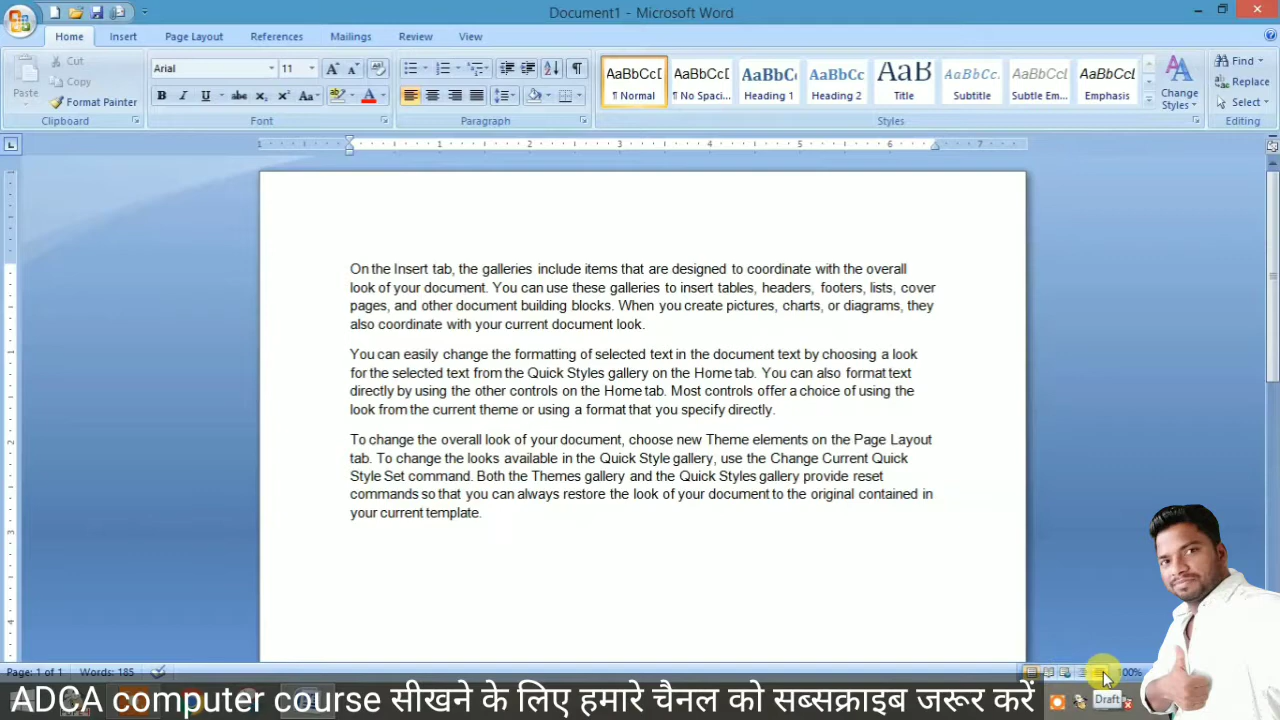 Document1 - Microsoft Word
Home Insert Page Layout References Mailings Review View
Paste
Cut
Copy
Format Painter
Clipboard
Arial 11
Font
Paragraph
AaBbCcD AaBbCcD AaBbCc AaBbCc AaB AaBbCc. AaBbCcD AaBbCcD
¶ Normal ¶ No Spaci... Heading 1 Heading 2 Title Subtitle Subtle Em... Emphasis
Change Styles
Styles
Find
Replace
Select
Editing
On the Insert tab, the galleries include items that are designed to coordinate with the overall
look of your document. You can use these galleries to insert tables, headers, footers, lists, cover
pages, and other document building blocks. When you create pictures, charts, or diagrams, they
also coordinate with your current document look.
You can easily change the formatting of selected text in the document text by choosing a look
for the selected text from the Quick Styles gallery on the Home tab. You can also format text
directly by using the other controls on the Home tab. Most controls offer a choice of using the
look from the current theme or using a format that you specify directly.
To change the overall look of your document, choose new Theme elements on the Page Layout
tab. To change the looks available in the Quick Style gallery, use the Change Current Quick
Style Set command. Both the Themes gallery and the Quick Styles gallery provide reset
commands so that you can always restore the look of your document to the original contained in
your current template.
Page: 1 of 1 Words: 185 100%
ADCA computer course सीखने के लिए हमारे चैनल को सब्सक्राइब जरूर करें
Draft